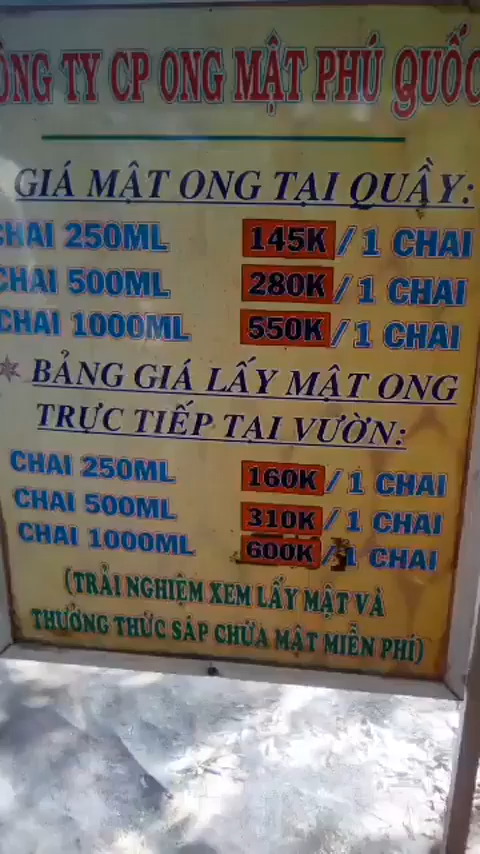 ÔNG TY CP ONG MẬT PHÚ QUỐC
GIÁ MẬT ONG TẠI QUẦY:
CHAI 250ML 145K / 1 CHAI
CHAI 500ML 280K / 1 CHAI
CHAI 1000ML 550K / 1 CHAI
BẢNG GIÁ LẤY MẬT ONG
TRỰC TIẾP TẠI VƯỜN:
CHAI 250ML 160K / 1 CHAI
CHAI 500ML 310K / 1 CHAI
CHAI 1000ML 600K / 1 CHAI
(TRẢI NGHIỆM XEM LẤY MẬT VÀ
THƯỞNG THỨC SÁP CHỨA MẬT MIỄN PHÍ)